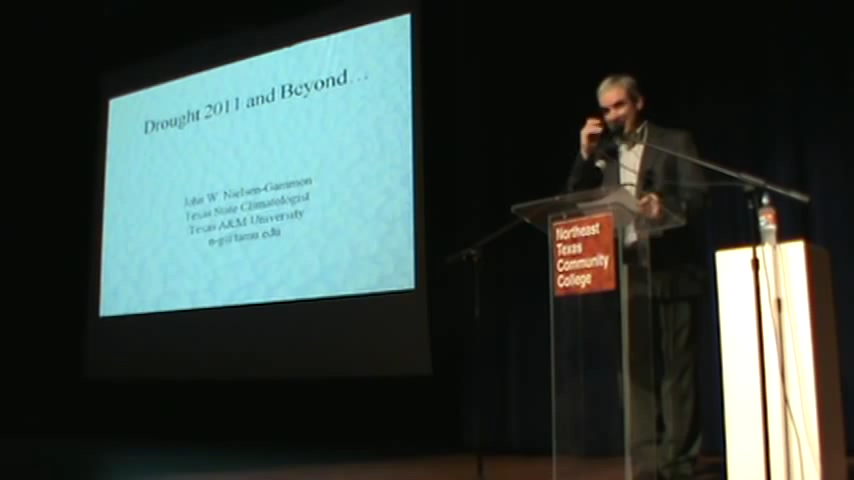 Drought 2011 and Beyond…
John W. Nielsen-Gammon
Texas State Climatologist
Texas A&M University
n-g@tamu.edu
Northeast
Texas
Community
College